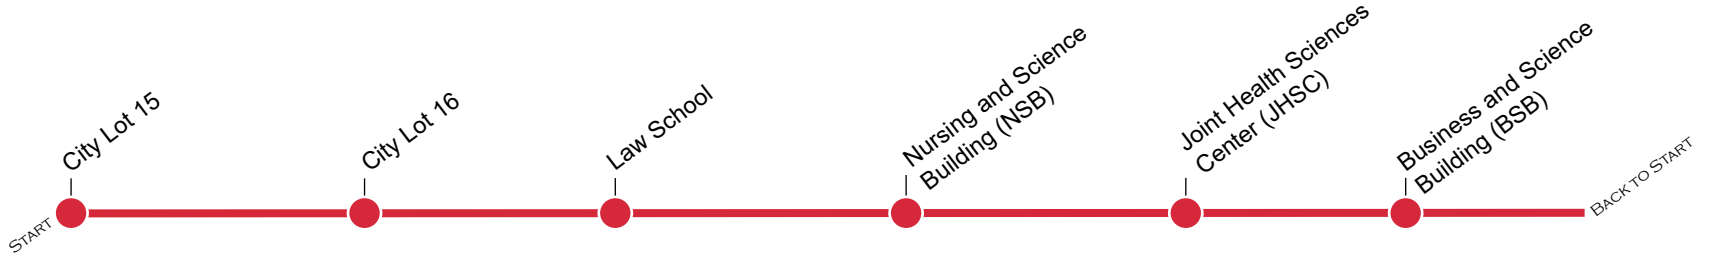 START
City Lot 15
City Lot 16
Law School
Nursing and Science
Building (NSB)
Joint Health Sciences
Center (JHSC)
Business and Science
Building (BSB)
BACK TO START